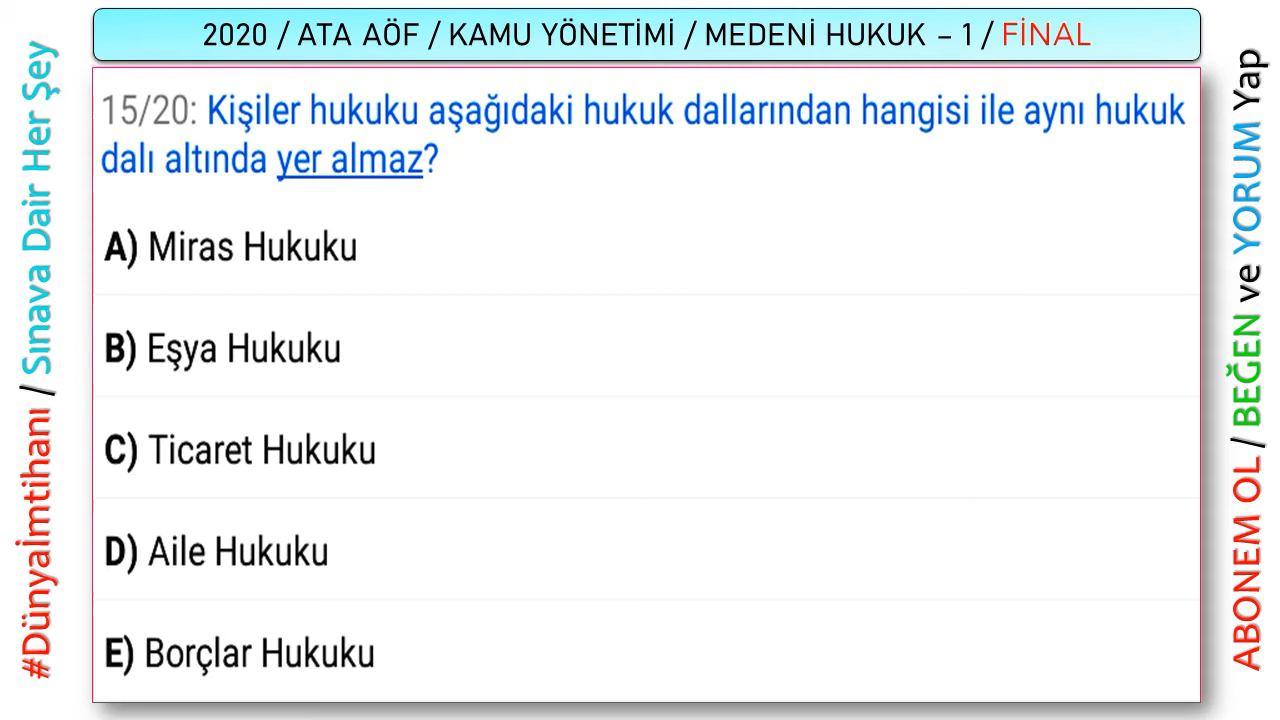 2020 / ATA AÖF / KAMU YÖNETİMİ / MEDENİ HUKUK – 1 / FİNAL
#Dünyaİmtihanı / Sınava Dair Her Şey
15/20: Kişiler hukuku aşağıdaki hukuk dallarından hangisi ile aynı hukuk
dalı altında yer almaz?
A) Miras Hukuku
B) Eşya Hukuku
C) Ticaret Hukuku
D) Aile Hukuku
E) Borçlar Hukuku
ABONEM OL / BEĞEN ve YORUM Yap